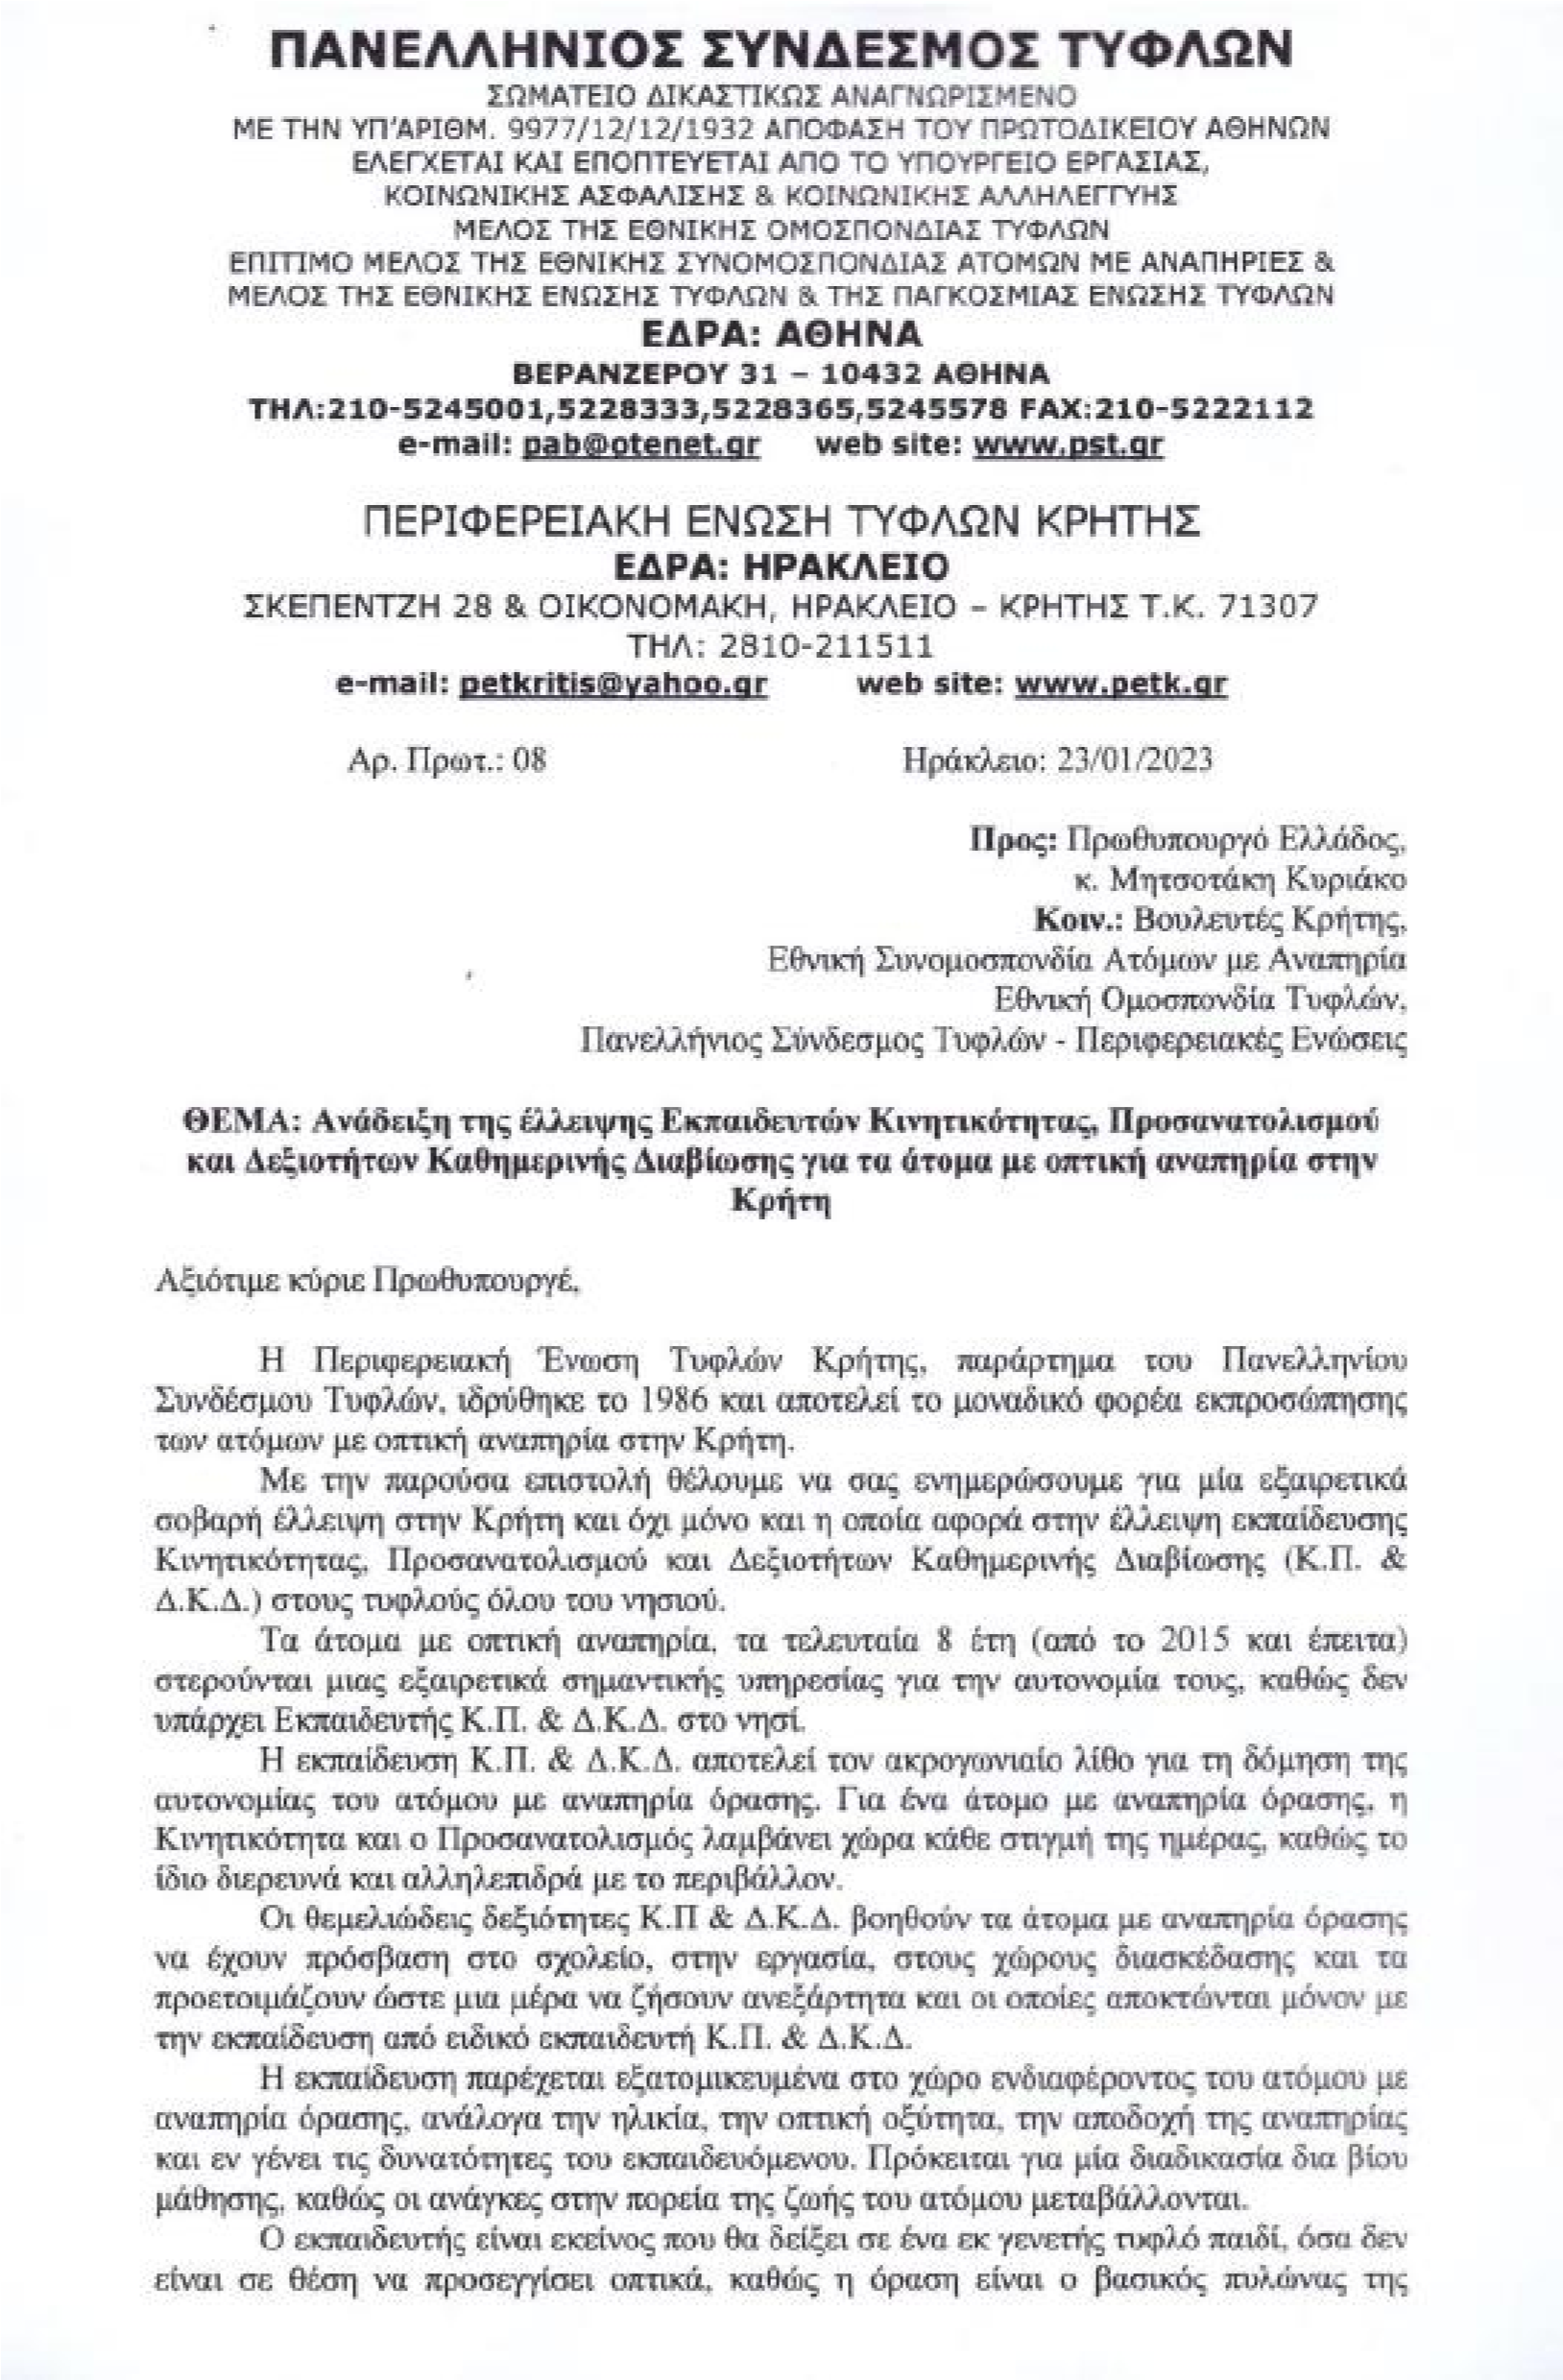 ΠΑΝΕΛΛΗΝΙΟΣ ΣΥΝΔΕΣΜΟΣ ΤΥΦΛΩΝ
ΣΩΜΑΤΕΙΟ ΔΙΚΑΣΤΙΚΩΣ ΑΝΑΓΝΩΡΙΣΜΕΝΟ
ΜΕ ΤΗΝ ΥΠ'ΑΡΙΘΜ. 9977/12/12/1932 ΑΠΟΦΑΣΗ ΤΟΥ ΠΡΩΤΟΔΙΚΕΙΟΥ ΑΘΗΝΩΝ
ΕΛΕΓΧΕΤΑΙ ΚΑΙ ΕΠΟΠΤΕΥΕΤΑΙ ΑΠΟ ΤΟ ΥΠΟΥΡΓΕΙΟ ΕΡΓΑΣΙΑΣ,
ΚΟΙΝΩΝΙΚΗΣ ΑΣΦΑΛΙΣΗΣ & ΚΟΙΝΩΝΙΚΗΣ ΑΛΛΗΛΕΓΓΥΗΣ
ΜΕΛΟΣ ΤΗΣ ΕΘΝΙΚΗΣ ΟΜΟΣΠΟΝΔΙΑΣ ΤΥΦΛΩΝ
ΕΠΙΤΙΜΟ ΜΕΛΟΣ ΤΗΣ ΕΘΝΙΚΗΣ ΣΥΝΟΜΟΣΠΟΝΔΙΑΣ ΑΤΟΜΩΝ ΜΕ ΑΝΑΠΗΡΙΕΣ &
ΜΕΛΟΣ ΤΗΣ ΕΘΝΙΚΗΣ ΕΝΩΣΗΣ ΤΥΦΛΩΝ & ΤΗΣ ΠΑΓΚΟΣΜΙΑΣ ΕΝΩΣΗΣ ΤΥΦΛΩΝ
ΕΔΡΑ: ΑΘΗΝΑ
ΒΕΡΑΝΖΕΡΟΥ 31 – 10432 ΑΘΗΝΑ
ΤΗΛ:210-5245001,5228333,5228365,5245578 FAX:210-5222112
e-mail: pab@otenet.gr web site: www.pst.gr
ΠΕΡΙΦΕΡΕΙΑΚΗ ΕΝΩΣΗ ΤΥΦΛΩΝ ΚΡΗΤΗΣ
ΕΔΡΑ: ΗΡΑΚΛΕΙΟ
ΣΚΕΠΕΝΤΖΗ 28 & ΟΙΚΟΝΟΜΑΚΗ, ΗΡΑΚΛΕΙΟ – ΚΡΗΤΗΣ Τ.Κ. 71307
ΤΗΛ: 2810-211511
e-mail: petkritis@yahoo.gr web site: www.petk.gr
Αρ. Πρωτ.: 08 Ηράκλειο: 23/01/2023
Προς: Πρωθυπουργό Ελλάδος,
κ. Μητσοτάκη Κυριάκο
Κοιν.: Βουλευτές Κρήτης,
Εθνική Συνομοσπονδία Ατόμων με Αναπηρία
Εθνική Ομοσπονδία Τυφλών,
Πανελλήνιος Σύνδεσμος Τυφλών - Περιφερειακές Ενώσεις
ΘΕΜΑ: Ανάδειξη της έλλειψης Εκπαιδευτών Κινητικότητας, Προσανατολισμού
και Δεξιοτήτων Καθημερινής Διαβίωσης για τα άτομα με οπτική αναπηρία στην
Κρήτη
Αξιότιμε κύριε Πρωθυπουργέ,
Η Περιφερειακή Ένωση Τυφλών Κρήτης, παράρτημα του Πανελληνίου
Συνδέσμου Τυφλών, ιδρύθηκε το 1986 και αποτελεί το μοναδικό φορέα εκπροσώπησης
των ατόμων με οπτική αναπηρία στην Κρήτη.
Με την παρούσα επιστολή θέλουμε να σας ενημερώσουμε για μία εξαιρετικά
σοβαρή έλλειψη στην Κρήτη και όχι μόνο και η οποία αφορά στην έλλειψη εκπαίδευσης
Κινητικότητας, Προσανατολισμού και Δεξιοτήτων Καθημερινής Διαβίωσης (Κ.Π. &
Δ.Κ.Δ.) στους τυφλούς όλου του νησιού.
Τα άτομα με οπτική αναπηρία, τα τελευταία 8 έτη (από το 2015 και έπειτα)
στερούνται μιας εξαιρετικά σημαντικής υπηρεσίας για την αυτονομία τους, καθώς δεν
υπάρχει Εκπαιδευτής Κ.Π. & Δ.Κ.Δ. στο νησί.
Η εκπαίδευση Κ.Π. & Δ.Κ.Δ. αποτελεί τον ακρογωνιαίο λίθο για τη δόμηση της
αυτονομίας του ατόμου με αναπηρία όρασης. Για ένα άτομο με αναπηρία όρασης, η
Κινητικότητα και ο Προσανατολισμός λαμβάνει χώρα κάθε στιγμή της ημέρας, καθώς το
ίδιο διερευνά και αλληλεπιδρά με το περιβάλλον.
Οι θεμελιώδεις δεξιότητες Κ.Π & Δ.Κ.Δ. βοηθούν τα άτομα με αναπηρία όρασης
να έχουν πρόσβαση στο σχολείο, στην εργασία, στους χώρους διασκέδασης και τα
προετοιμάζουν ώστε μια μέρα να ζήσουν ανεξάρτητα και οι οποίες αποκτώνται μόνον με
την εκπαίδευση από ειδικό εκπαιδευτή Κ.Π. & Δ.Κ.Δ.
Η εκπαίδευση παρέχεται εξατομικευμένα στο χώρο ενδιαφέροντος του ατόμου με
αναπηρία όρασης, ανάλογα την ηλικία, την οπτική οξύτητα, την αποδοχή της αναπηρίας
και εν γένει τις δυνατότητες του εκπαιδευόμενου. Πρόκειται για μία διαδικασία δια βίου
μάθησης, καθώς οι ανάγκες στην πορεία της ζωής του ατόμου μεταβάλλονται.
Ο εκπαιδευτής είναι εκείνος που θα δείξει σε ένα εκ γενετής τυφλό παιδί, όσα δεν
είναι σε θέση να προσεγγίσει οπτικά, καθώς η όραση είναι ο βασικός πυλώνας της